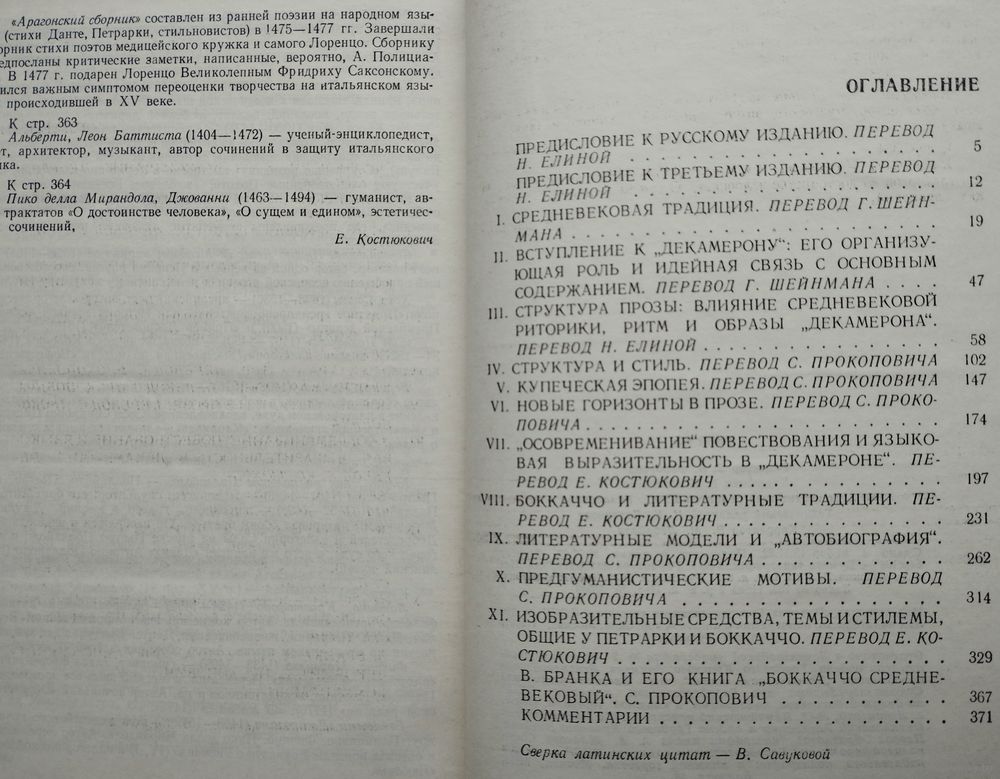 «Арагонский сборник» составлен из ранней поэзии на народном язы-
(стихи Данте, Петрарки, стильновистов) в 1475—1477 гг. Завершали
орник стихи поэтов медицейского кружка и самого Лоренцо. Сборнику
едпосланы критические заметки, написанные, вероятно, А. Полициа-
В 1477 г. подарен Лоренцо Великолепным Фридриху Саксонскому.
ился важным симптомом переоценки творчества на итальянском язы-
происходившей в XV веке.
К стр. 363
Альберти, Леон Баттиста (1404—1472) — ученый-энциклопедист,
т, архитектор, музыкант, автор сочинений в защиту итальянского
ка.
К стр. 364
Пико делла Мирандола, Джованни (1463—1494) — гуманист, ав-
трактатов «О достоинстве человека», «О сущем и едином», эстетичес-
сочинений,
Е. Костюкович
ОГЛАВЛЕНИЕ
ПРЕДИСЛОВИЕ К РУССКОМУ ИЗДАНИЮ. ПЕРЕВОД
Н. ЕЛИНОЙ . . . . . . . . . . . . . . . . . 5
ПРЕДИСЛОВИЕ К ТРЕТЬЕМУ ИЗДАНИЮ. ПЕРЕВОД
Н. ЕЛИНОЙ . . . . . . . . . . . . . . . . . 12
I. СРЕДНЕВЕКОВАЯ ТРАДИЦИЯ. ПЕРЕВОД Г. ШЕЙН-
МАНА . . . . . . . . . . . . . . . . . . . 19
II. ВСТУПЛЕНИЕ К „ДЕКАМЕРОНУ“: ЕГО ОРГАНИЗУ-
ЮЩАЯ РОЛЬ И ИДЕЙНАЯ СВЯЗЬ С ОСНОВНЫМ
СОДЕРЖАНИЕМ. ПЕРЕВОД Г. ШЕЙНМАНА . . . . 47
III. СТРУКТУРА ПРОЗЫ: ВЛИЯНИЕ СРЕДНЕВЕКОВОЙ
РИТОРИКИ, РИТМ И ОБРАЗЫ „ДЕКАМЕРОНА“.
ПЕРЕВОД Н. ЕЛИНОЙ . . . . . . . . . . . . . 58
IV. СТРУКТУРА И СТИЛЬ. ПЕРЕВОД С. ПРОКОПОВИЧА 102
V. КУПЕЧЕСКАЯ ЭПОПЕЯ. ПЕРЕВОД С. ПРОКОПОВИЧА 147
VI. НОВЫЕ ГОРИЗОНТЫ В ПРОЗЕ. ПЕРЕВОД С. ПРОКО-
ПОВИЧА . . . . . . . . . . . . . . . . . . 174
VII. „ОСОВРЕМЕНИВАНИЕ“ ПОВЕСТВОВАНИЯ И ЯЗЫКО-
ВАЯ ВЫРАЗИТЕЛЬНОСТЬ В „ДЕКАМЕРОНЕ“. ПЕ-
РЕВОД Е. КОСТЮКОВИЧ . . . . . . . . . . . . 197
VIII. БОККАЧЧО И ЛИТЕРАТУРНЫЕ ТРАДИЦИИ. ПЕ-
РЕВОД Е. КОСТЮКОВИЧ . . . . . . . . . . . . 231
IX. ЛИТЕРАТУРНЫЕ МОДЕЛИ И „АВТОБИОГРАФИЯ“.
ПЕРЕВОД С. ПРОКОПОВИЧА . . . . . . . . . . 262
X. ПРЕДГУМАНИСТИЧЕСКИЕ МОТИВЫ. ПЕРЕВОД
С. ПРОКОПОВИЧА . . . . . . . . . . . . . . 314
XI. ИЗОБРАЗИТЕЛЬНЫЕ СРЕДСТВА, ТЕМЫ И СТИЛЕМЫ,
ОБЩИЕ У ПЕТРАРКИ И БОККАЧЧО. ПЕРЕВОД Е. КО-
СТЮКОВИЧ . . . . . . . . . . . . . . . . . 329
В. БРАНКА И ЕГО КНИГА „БОККАЧЧО СРЕДНЕ-
ВЕКОВЫЙ“. С. ПРОКОПОВИЧ . . . . . . . . . . 367
КОММЕНТАРИИ . . . . . . . . . . . . . . . . 371
Сверка латинских цитат — В. Савуковой